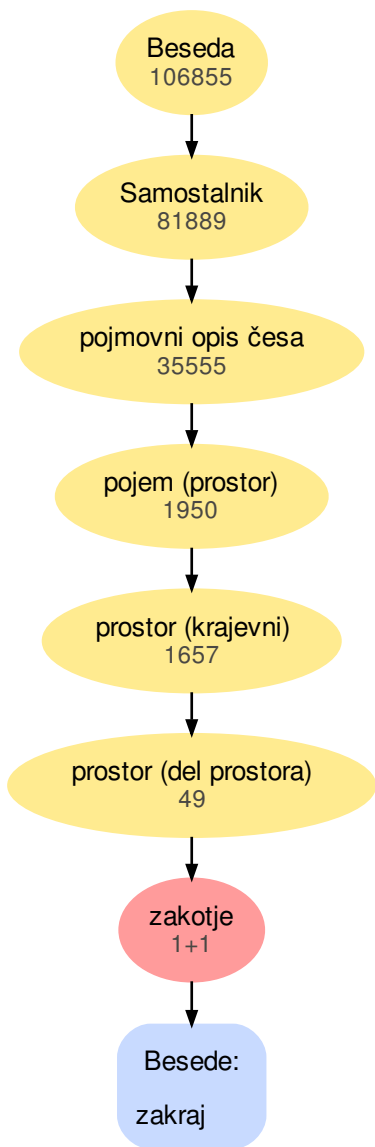 Beseda
106855
Samostalnik
81889
pojmovni opis česa
35555
pojem (prostor)
1950
prostor (krajevni)
1657
prostor (del prostora)
49
zakotje
1+1
Besede:
zakraj